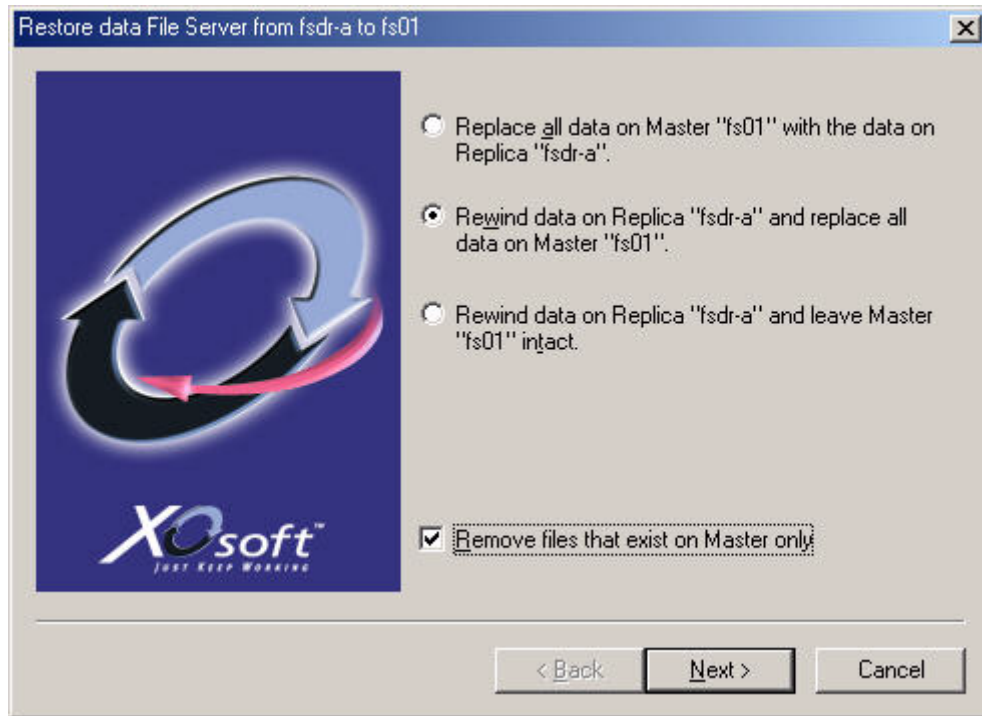 Restore data File Server from fsdr-a to fs01
Replace all data on Master "fs01" with the data on
Replica "fsdr-a".
Rewind data on Replica "fsdr-a" and replace all
data on Master "fs01".
Rewind data on Replica "fsdr-a" and leave Master
"fs01" intact.
XOsoft™
JUST KEEP WORKING
Remove files that exist on Master only
< Back
Next >
Cancel